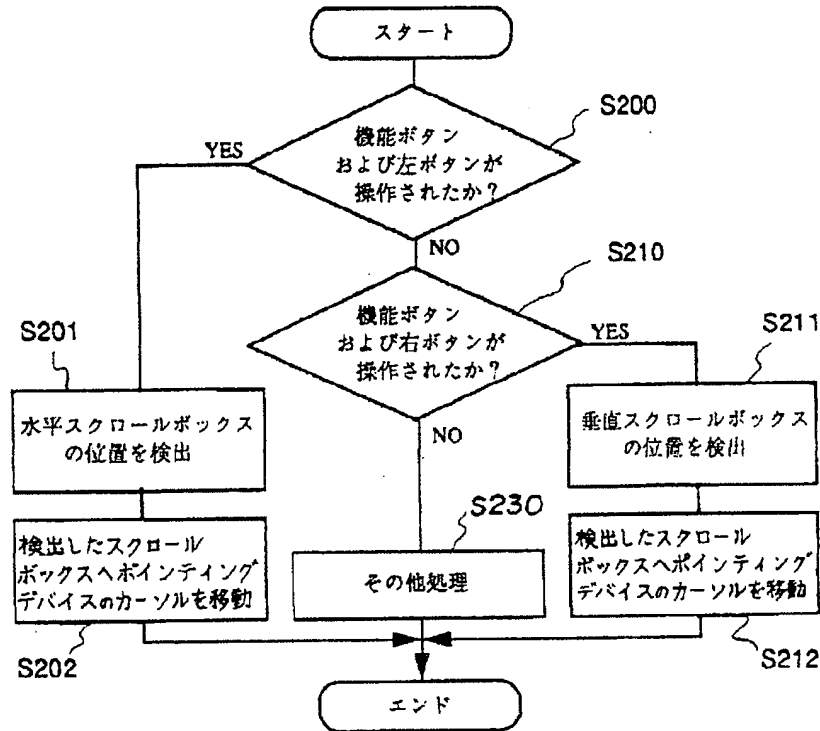 スタート
S200
機能ボタン
および左ボタンが
操作されたか？
YES
NO
S210
機能ボタン
および右ボタンが
操作されたか？
YES
NO
S201
水平スクロールボックス
の位置を検出
S211
垂直スクロールボックス
の位置を検出
S230
その他処理
検出したスクロール
ボックスへポインティング
デバイスのカーソルを移動
S202
検出したスクロール
ボックスへポインティング
デバイスのカーソルを移動
S212
エンド